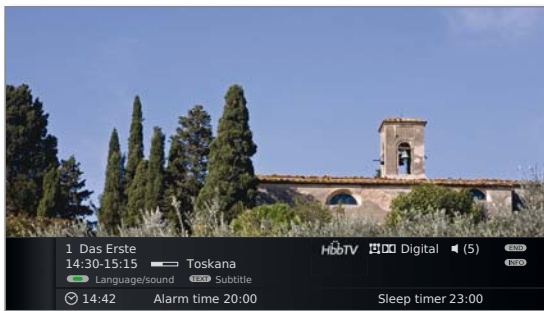 1 Das Erste HbbTV Digital (5) END
14:30-15:15 Toskana INFO
Language/sound TEXT Subtitle
14:42 Alarm time 20:00 Sleep timer 23:00